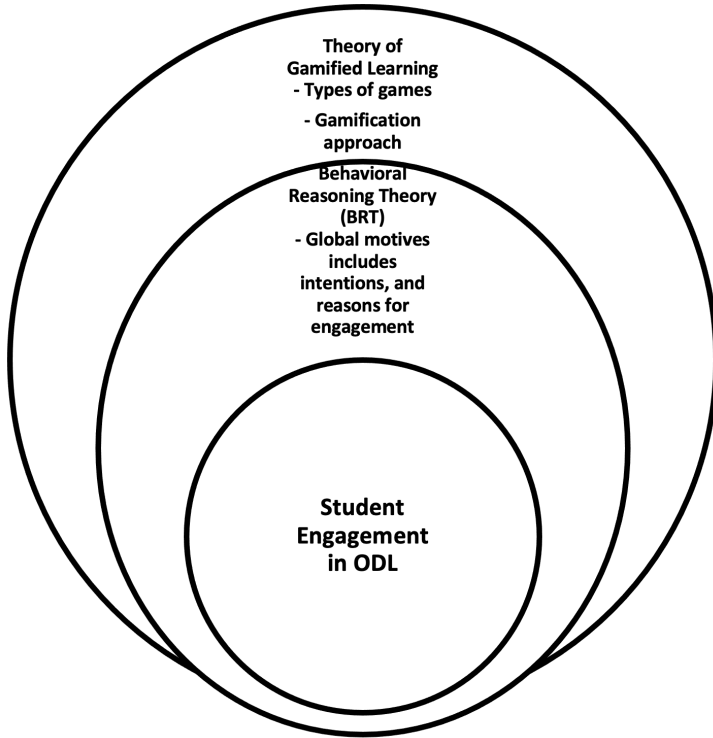 Theory of
Gamified Learning
- Types of games
- Gamification
approach
Behavioral
Reasoning Theory
(BRT)
- Global motives
includes
intentions, and
reasons for
engagement
Student
Engagement
in ODL